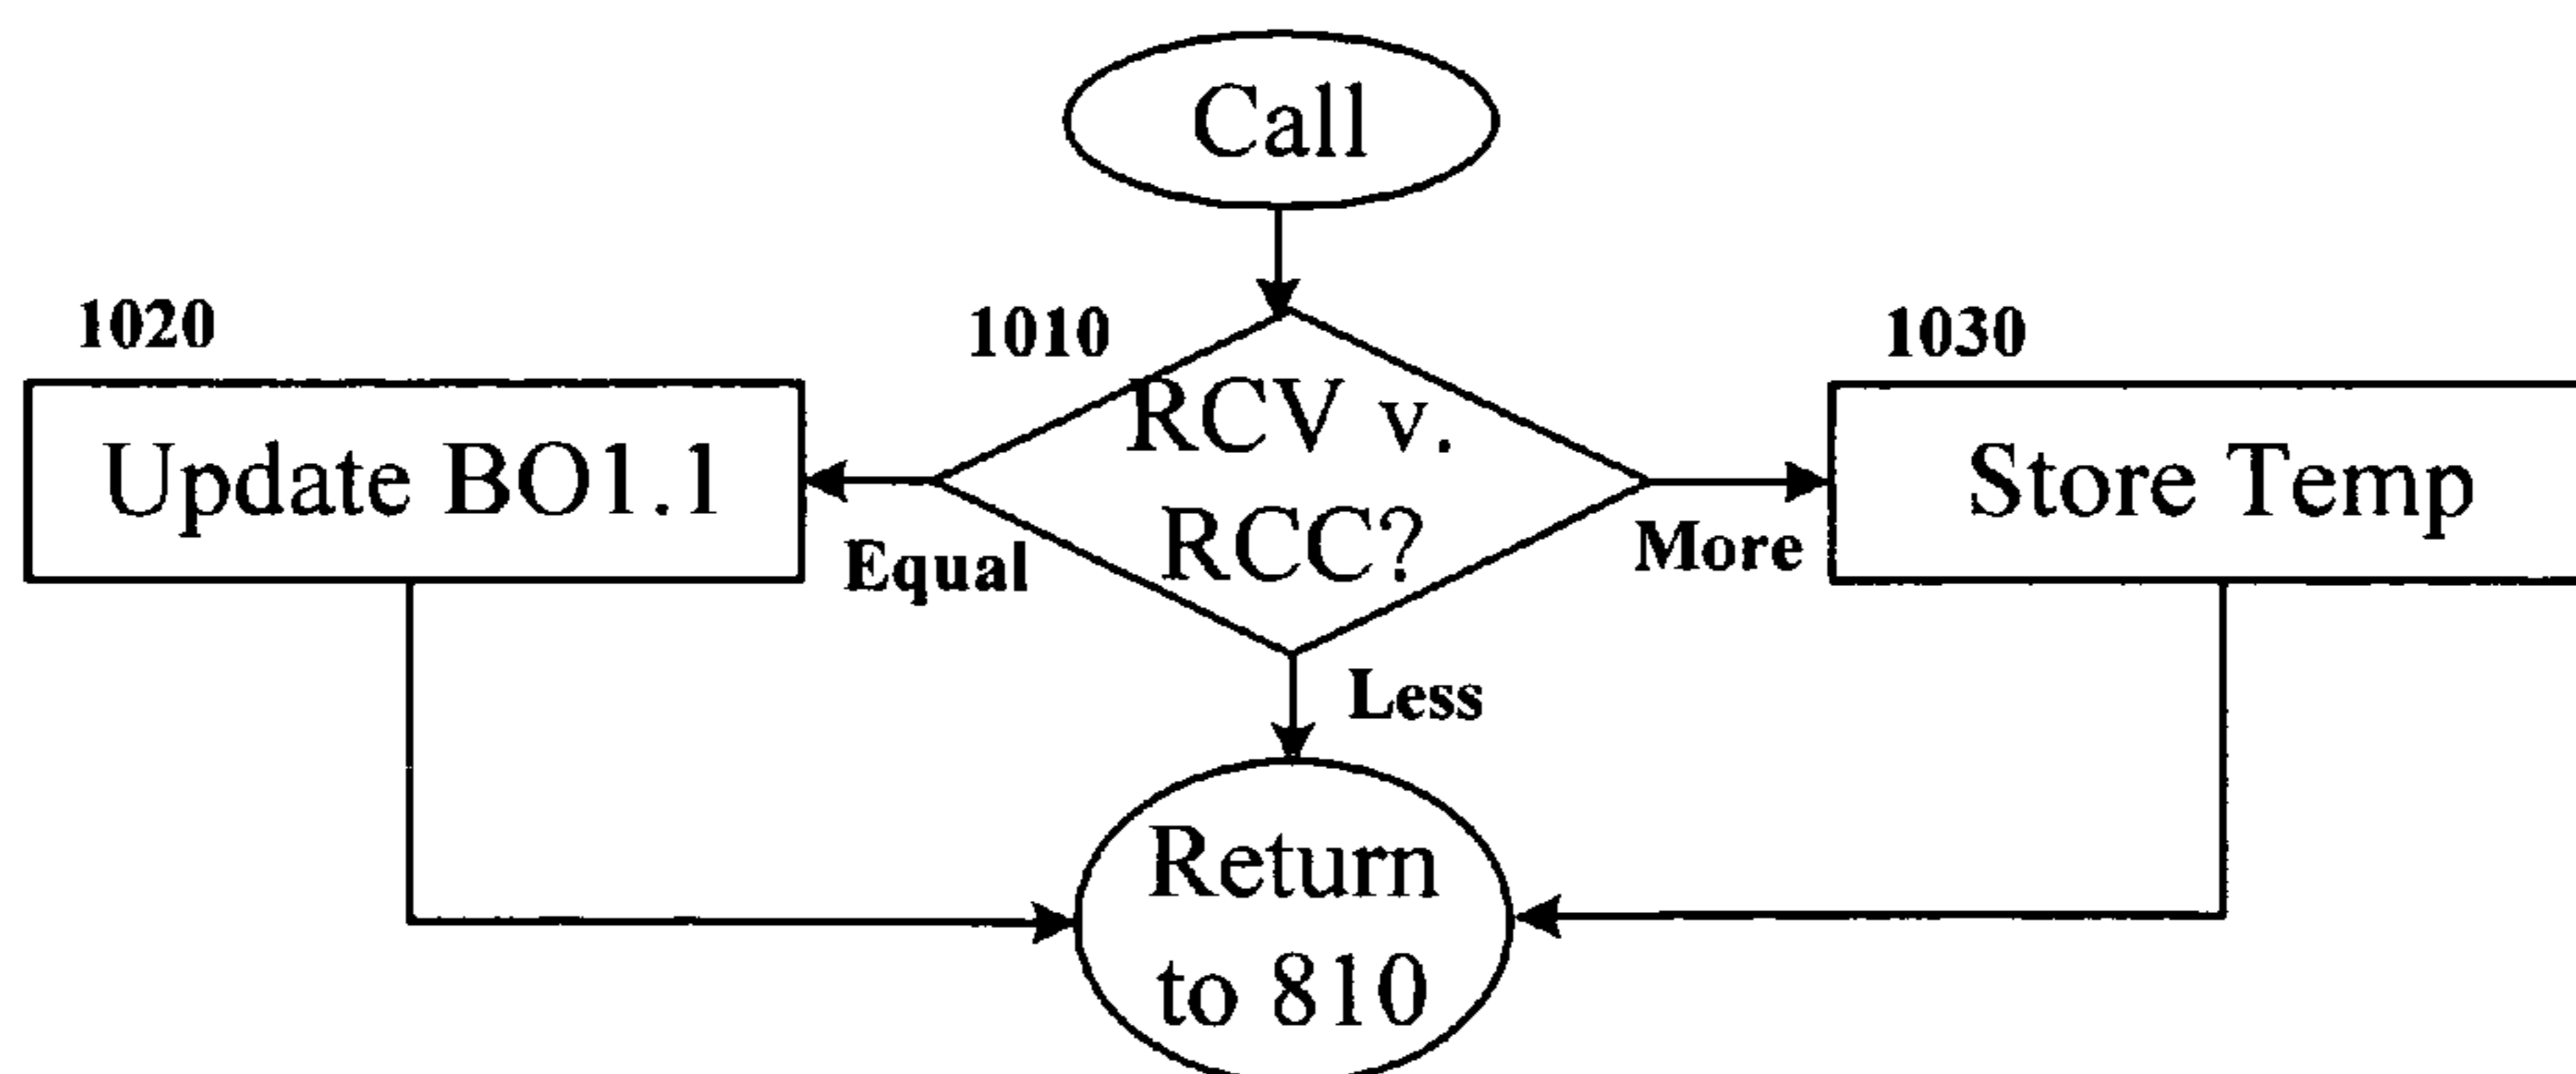 Call
1020
1010
1030
Update BO1.1
RCV v.
RCC?
Store Temp
Equal
More
Less
Return
to 810